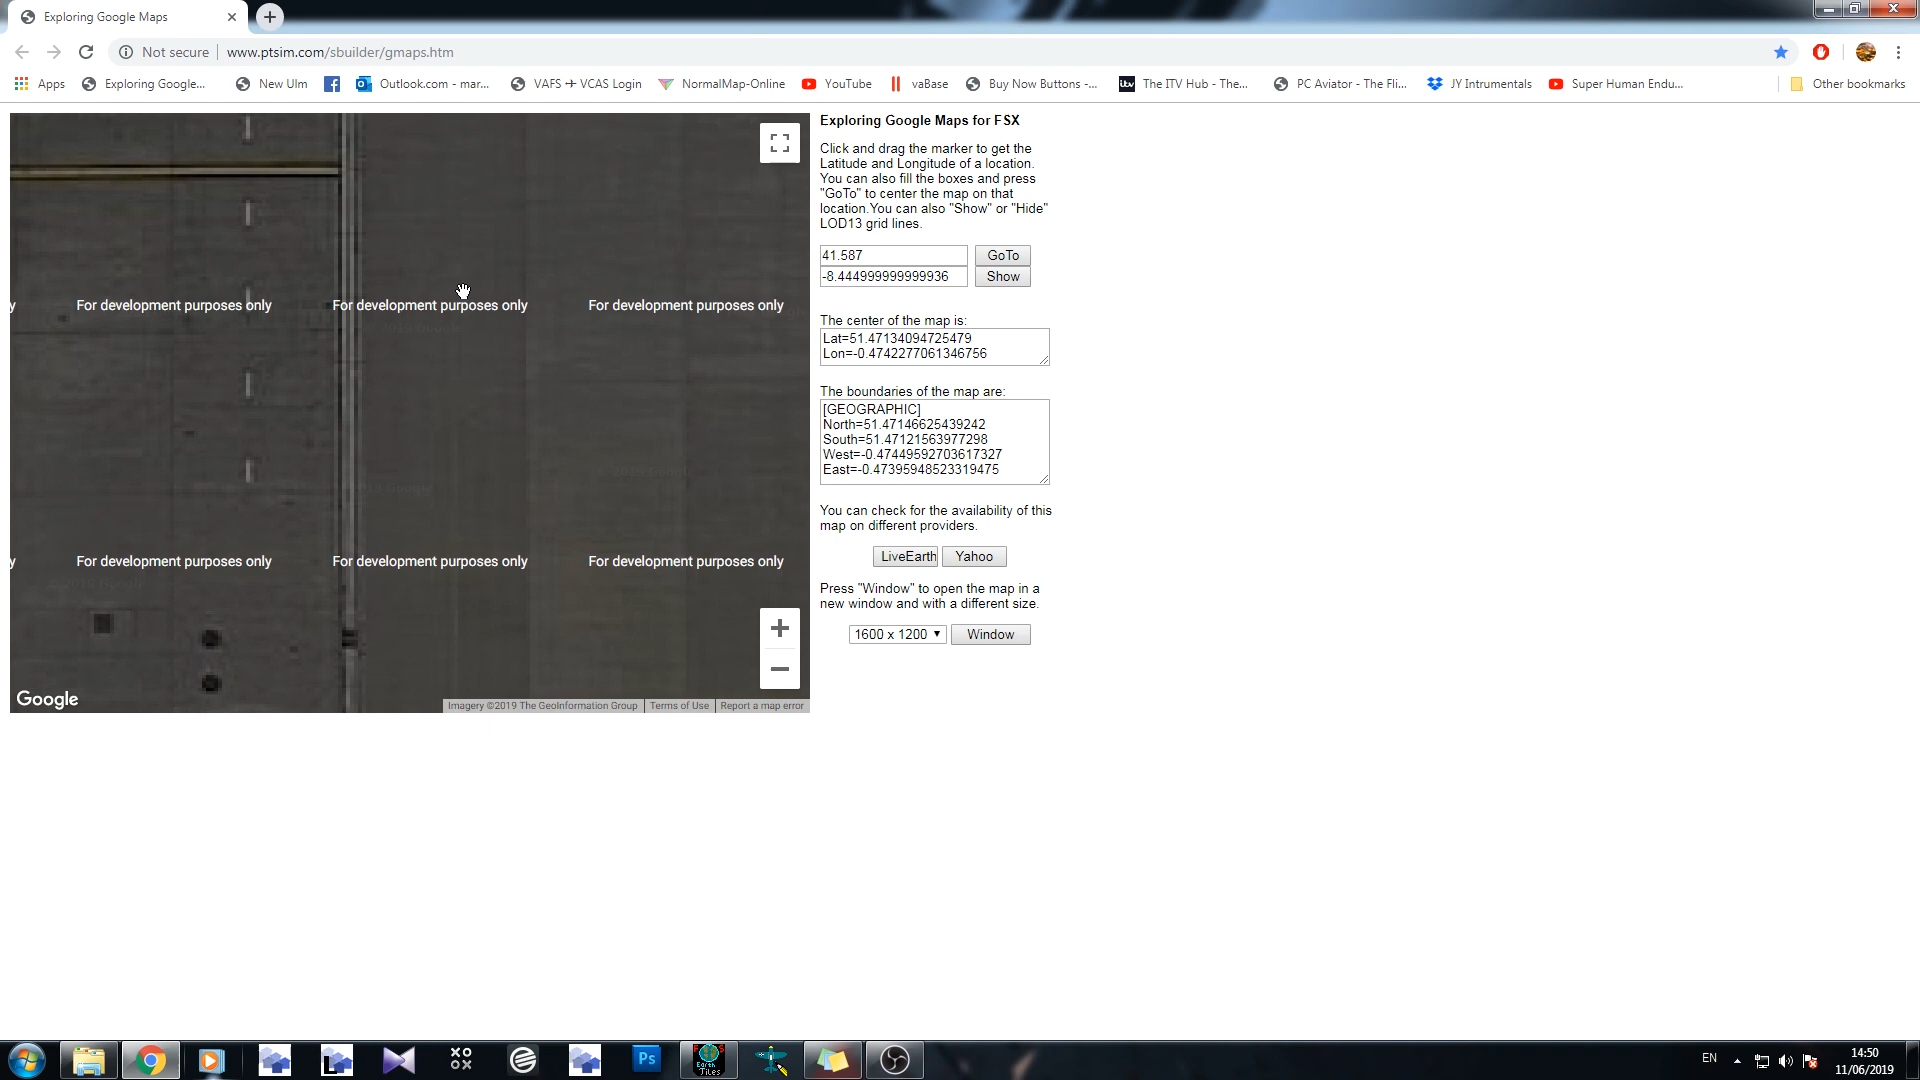 Exploring Google Maps
Not secure
www.ptsim.com/sbuilder/gmaps.htm
Apps
Exploring Google...
New Ulm
Outlook.com - mar...
VAFS ✈ VCAS Login
NormalMap-Online
YouTube
vaBase
Buy Now Buttons -...
itv
The ITV Hub - The...
PC Aviator - The Fli...
JY Intrumentals
Super Human Endu...
Other bookmarks
Exploring Google Maps for FSX
Click and drag the marker to get the
Latitude and Longitude of a location.
You can also fill the boxes and press
"GoTo" to center the map on that
location.You can also "Show" or "Hide"
LOD13 grid lines.
41.587
GoTo
-8.444999999999936
Show
The center of the map is:
Lat=51.47134094725479
Lon=-0.4742277061346756
The boundaries of the map are:
[GEOGRAPHIC]
North=51.47146625439242
South=51.47121563977298
West=-0.47449592703617327
East=-0.47395948523319475
You can check for the availability of this
map on different providers.
LiveEarth
Yahoo
Press "Window" to open the map in a
new window and with a different size.
1600 x 1200
Window
y
For development purposes only
For development purposes only
For development purposes only
y
For development purposes only
For development purposes only
For development purposes only
Google
Imagery ©2019 The GeoInformation Group
Terms of Use
Report a map error
L
Ps
FS
Earth
Tiles
EN
14:50
11/06/2019